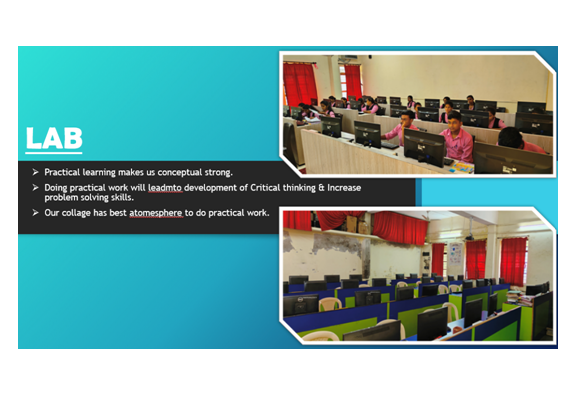 LAB
Practical learning makes us conceptual strong.
Doing practical work will leadmto development of Critical thinking & Increase
problem solving skills.
Our collage has best atomesphere to do practical work.